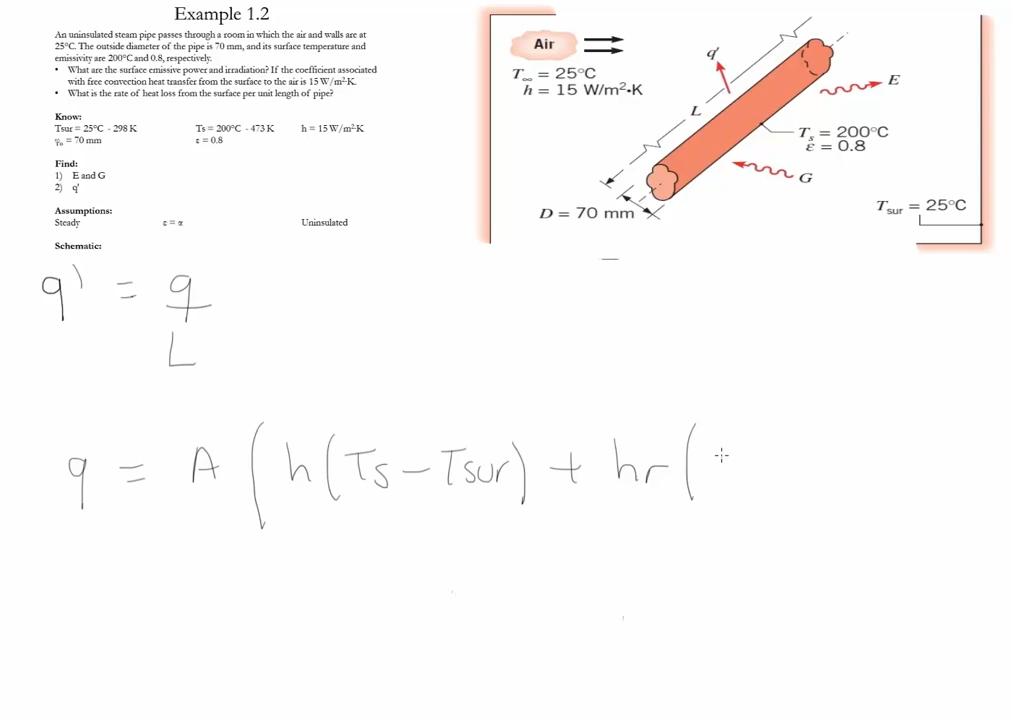 Example 1.2
An uninsulated steam pipe passes through a room in which the air and walls are at
25°C. The outside diameter of the pipe is 70 mm, and its surface temperature and
emissivity are 200°C and 0.8, respectively.
• What are the surface emissive power and irradiation? If the coefficient associated
with free convection heat transfer from the surface to the air is 15 W/m²·K.
• What is the rate of heat loss from the surface per unit length of pipe?
Know:
Tsur = 25°C - 298 K Ts = 200°C - 473 K h = 15 W/m²·K
= 70 mm ε = 0.8
Find:
1) E and G
2) q'
Assumptions:
Steady ε = α Uninsulated
Schematic:
Air
T∞ = 25°C
h = 15 W/m²·K
q'
L
E
Ts = 200°C
ε = 0.8
G
D = 70 mm
Tsur = 25°C
q' = q
L
q = A ( h ( Ts - Tsur ) + hr (